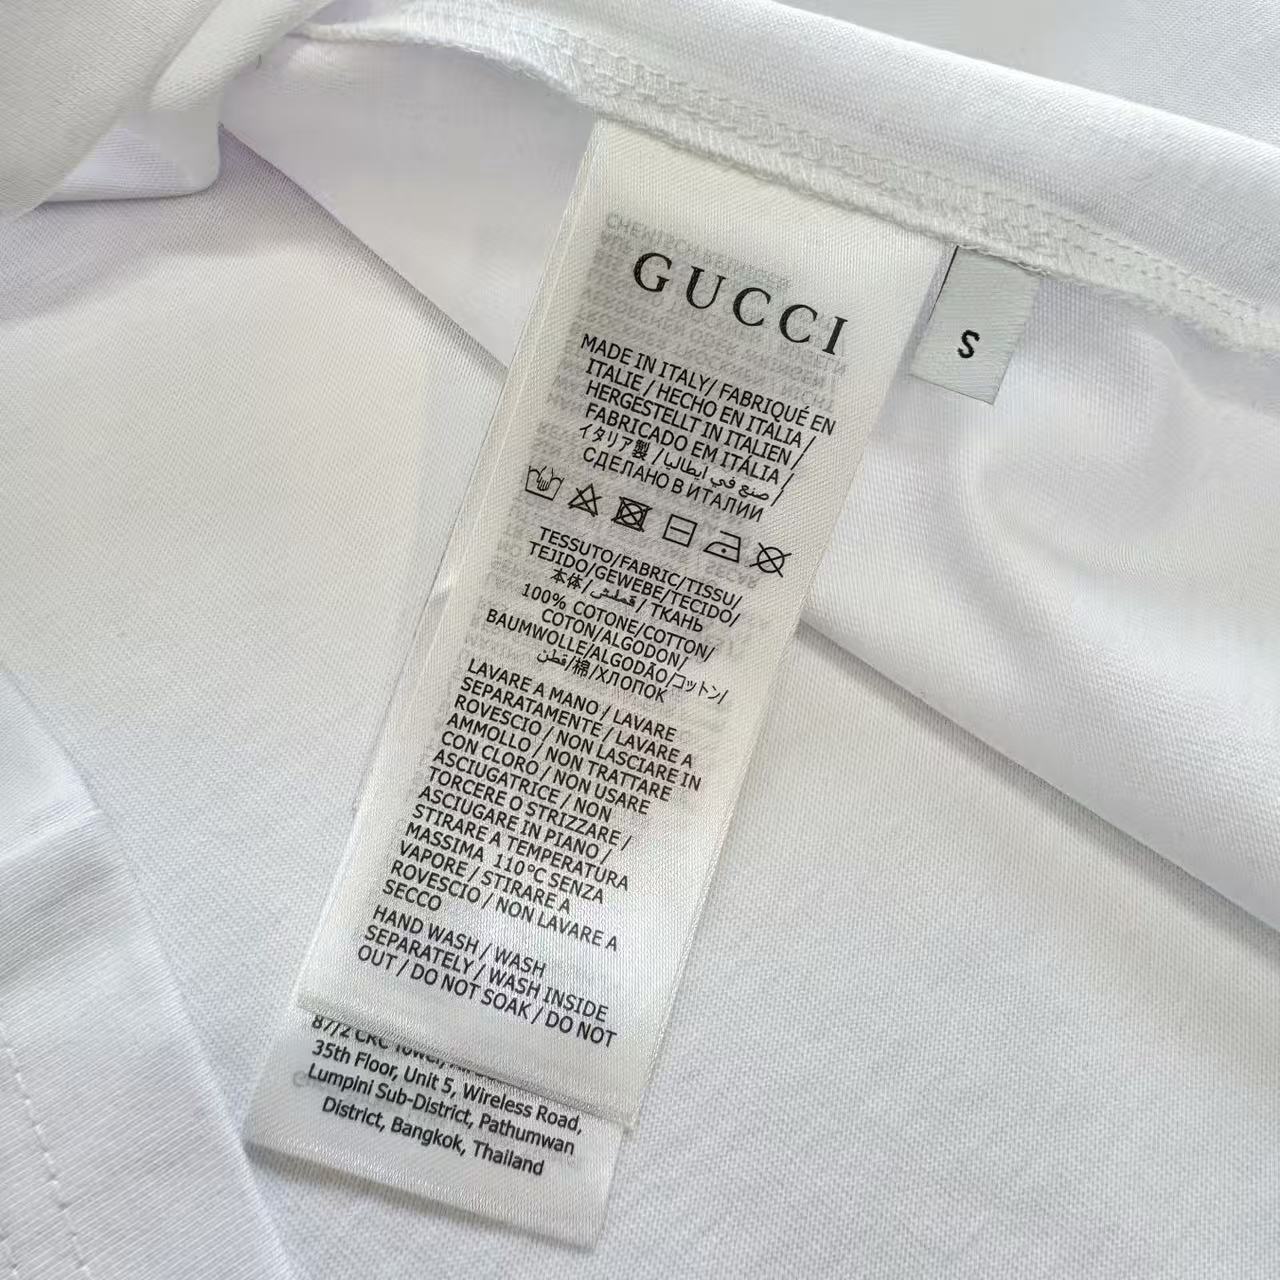 GUCCI
S
MADE IN ITALY/ FABRIQUÉ EN
ITALIE / HECHO EN ITALIA /
HERGESTELLT IN ITALIEN /
FABRICADO EM ITÁLIA /
イタリア製 / صنع في ايطاليا /
СДЕЛАНО В ИТАЛИИ
TESSUTO/FABRIC/TISSU/
TEJIDO/GEWEBE/TECIDO/
本体/قماش/ ТКАНЬ
100% COTONE/COTTON/
COTON/ALGODON/
BAUMWOLLE/ALGODÃO/コットン/
قطن/棉/ХЛОПОК
LAVARE A MANO / LAVARE
SEPARATAMENTE / LAVARE A
ROVESCIO / NON LASCIARE IN
AMMOLLO / NON TRATTARE
CON CLORO / NON USARE
ASCIUGATRICE / NON
TORCERE O STRIZZARE /
ASCIUGARE IN PIANO /
STIRARE A TEMPERATURA
MASSIMA 110°C SENZA
VAPORE / STIRARE A
ROVESCIO / NON LAVARE A
SECCO
HAND WASH / WASH
SEPARATELY / WASH INSIDE
OUT / DO NOT SOAK / DO NOT
87/2 CRC Tower,
35th Floor, Unit 5, Wireless Road,
Lumpini Sub-District, Pathumwan
District, Bangkok, Thailand